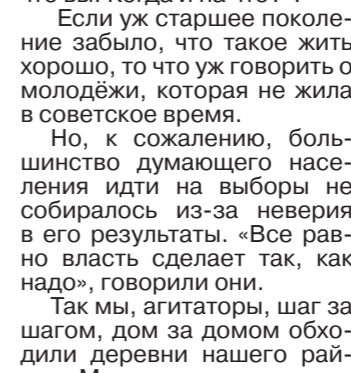 Если уж старшее поколе-
ние забыло, что такое жить
хорошо, то что уж говорить о
молодёжи, которая не жила
в советское время.
Но, к сожалению, боль-
шинство думающего насе-
ления идти на выборы не
собиралось из-за неверия
в его результаты. «Все рав-
но власть сделает так, как
надо», говорили они.
Так мы, агитаторы, шаг за
шагом, дом за домом обхо-
дили деревни нашего рай-